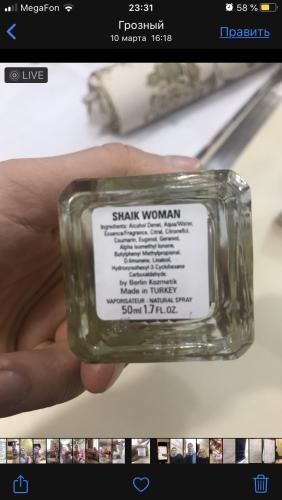 MegaFon
23:31
58 %
Грозный
10 марта 16:18
Править
LIVE
SHAIK WOMAN
Ingredients: Alcohol Denat, Aqua/Water,
Essence/Fragrance, Citral, Citronellol,
Coumarin, Eugenol, Geraniol,
Alpha Isomethyl Ionone,
Butylphenyl Methylpropional,
D-limonene, Linalool,
Hydroxyisohexyl-3 Cyclohexene
Carboxaldehyde.
by Berlin Kozmetik
Made in TURKEY
VAPORISATEUR - NATURAL SPRAY
50ml 1.7 FL.OZ.